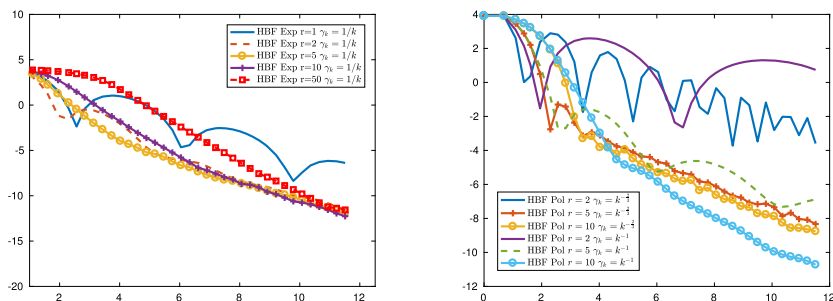 10
5
0
-5
-10
-15
-20
2
4
6
8
10
12
HBF Exp r=1 γₖ = 1/k
HBF Exp r=2 γₖ = 1/k
HBF Exp r=5 γₖ = 1/k
HBF Exp r=10 γₖ = 1/k
HBF Exp r=50 γₖ = 1/k
4
2
0
-2
-4
-6
-8
-10
-12
0
2
4
6
8
10
12
HBF Pol r = 2 γₖ = k^{-2/3}
HBF Pol r = 5 γₖ = k^{-2/3}
HBF Pol r = 10 γₖ = k^{-2/3}
HBF Pol r = 2 γₖ = k⁻¹
HBF Pol r = 5 γₖ = k⁻¹
HBF Pol r = 10 γₖ = k⁻¹